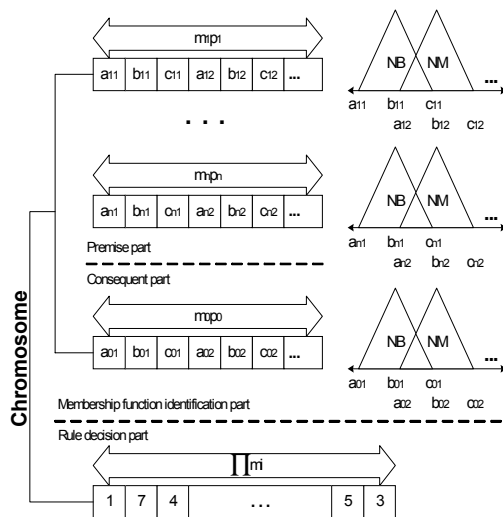 m1p1
a11 b11 c11 a12 b12 c12 ...
NB NM ...
a11 b11 c11
a12 b12 c12
. . .
mnpn
an1 bn1 cn1 an2 bn2 cn2 ...
NB NM ...
an1 bn1 cn1
an2 bn2 cn2
Premise part
Consequent part
m0p0
a01 b01 c01 a02 b02 c02 ...
NB NM ...
a01 b01 c01
a02 b02 c02
Membership function identification part
Rule decision part
∏mi
1 7 4 ... 5 3
Chromosome